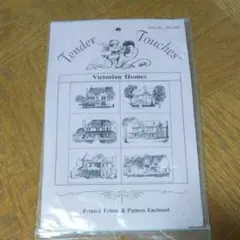 Tender Touches
Victorian Homes
Printed Fabric & Pattern Enclosed